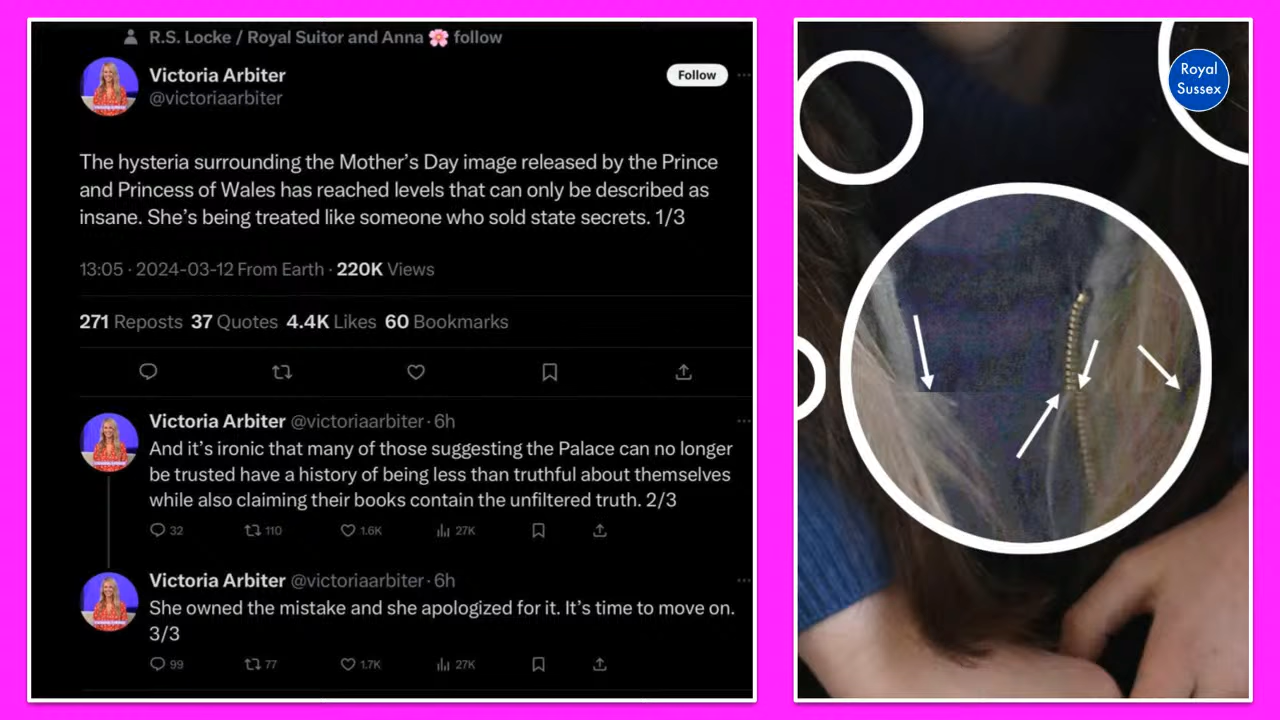 R.S. Locke / Royal Suitor and Anna 🌸 follow
Victoria Arbiter
Follow
@victoriaarbiter
The hysteria surrounding the Mother’s Day image released by the Prince
and Princess of Wales has reached levels that can only be described as
insane. She’s being treated like someone who sold state secrets. 1/3
13:05 · 2024-03-12 From Earth · 220K Views
271 Reposts 37 Quotes 4.4K Likes 60 Bookmarks
Victoria Arbiter @victoriaarbiter · 6h
And it’s ironic that many of those suggesting the Palace can no longer
be trusted have a history of being less than truthful about themselves
while also claiming their books contain the unfiltered truth. 2/3
32 110 1.6K 27K
Victoria Arbiter @victoriaarbiter · 6h
She owned the mistake and she apologized for it. It’s time to move on.
3/3
99 77 1.7K 27K
Royal
Sussex